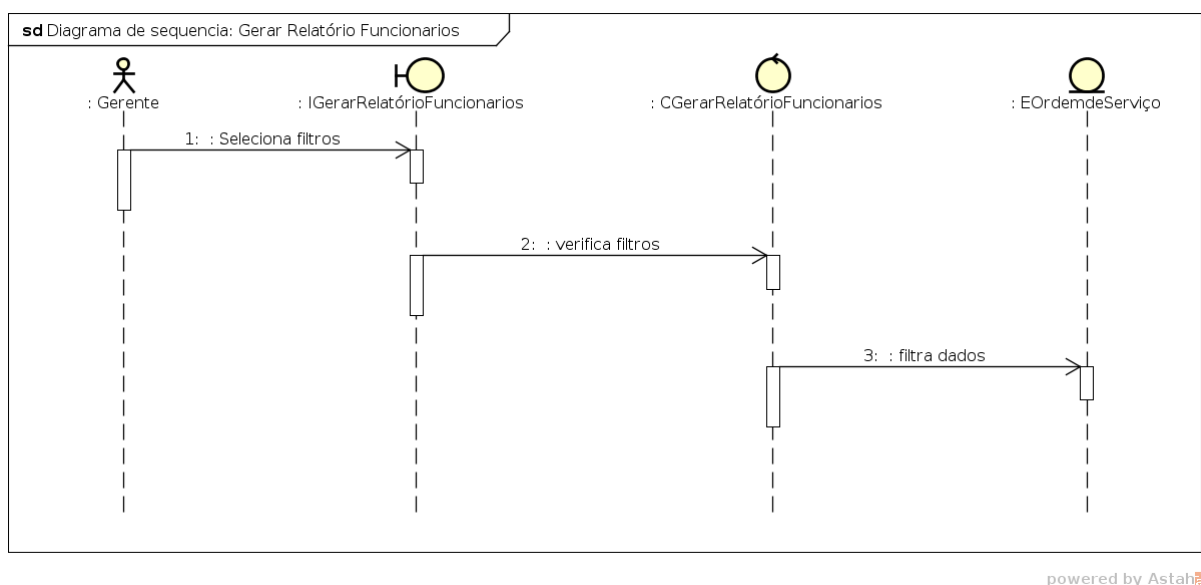 sd Diagrama de sequencia: Gerar Relatório Funcionarios
: Gerente
: IGerarRelatórioFuncionarios
: CGerarRelatórioFuncionarios
: EOrdemdeServiço
1: : Seleciona filtros
2: : verifica filtros
3: : filtra dados
powered by Astah